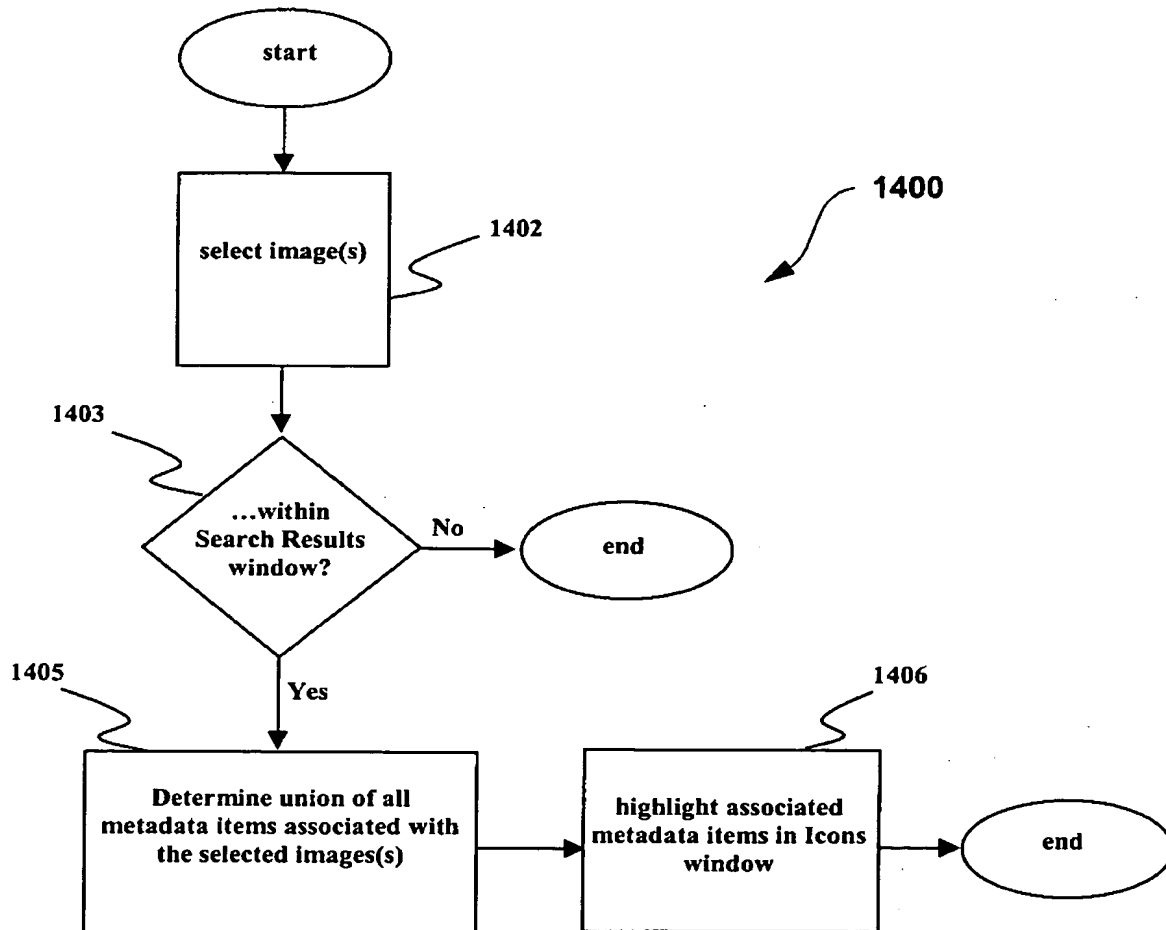 start
1400
select image(s)
1402
1403
...within
Search Results
window?
No
end
Yes
1405
1406
Determine union of all
metadata items associated with
the selected images(s)
highlight associated
metadata items in Icons
window
end